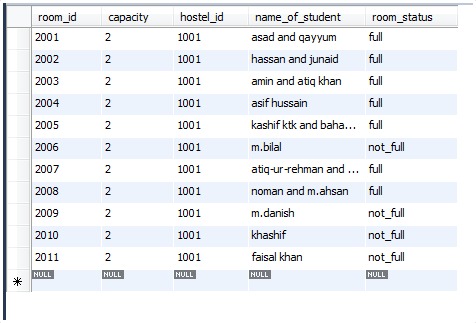 room_id capacity hostel_id name_of_student room_status
2001 2 1001 asad and qayyum full
2002 2 1001 hassan and junaid full
2003 2 1001 amin and atiq khan full
2004 2 1001 asif hussain full
2005 2 1001 kashif ktk and baha... full
2006 2 1001 m.bilal not_full
2007 2 1001 atiq-ur-rehman and ... full
2008 2 1001 noman and m.ahsan full
2009 2 1001 m.danish not_full
2010 2 1001 khashif not_full
2011 2 1001 faisal khan not_full
NULL NULL NULL NULL NULL